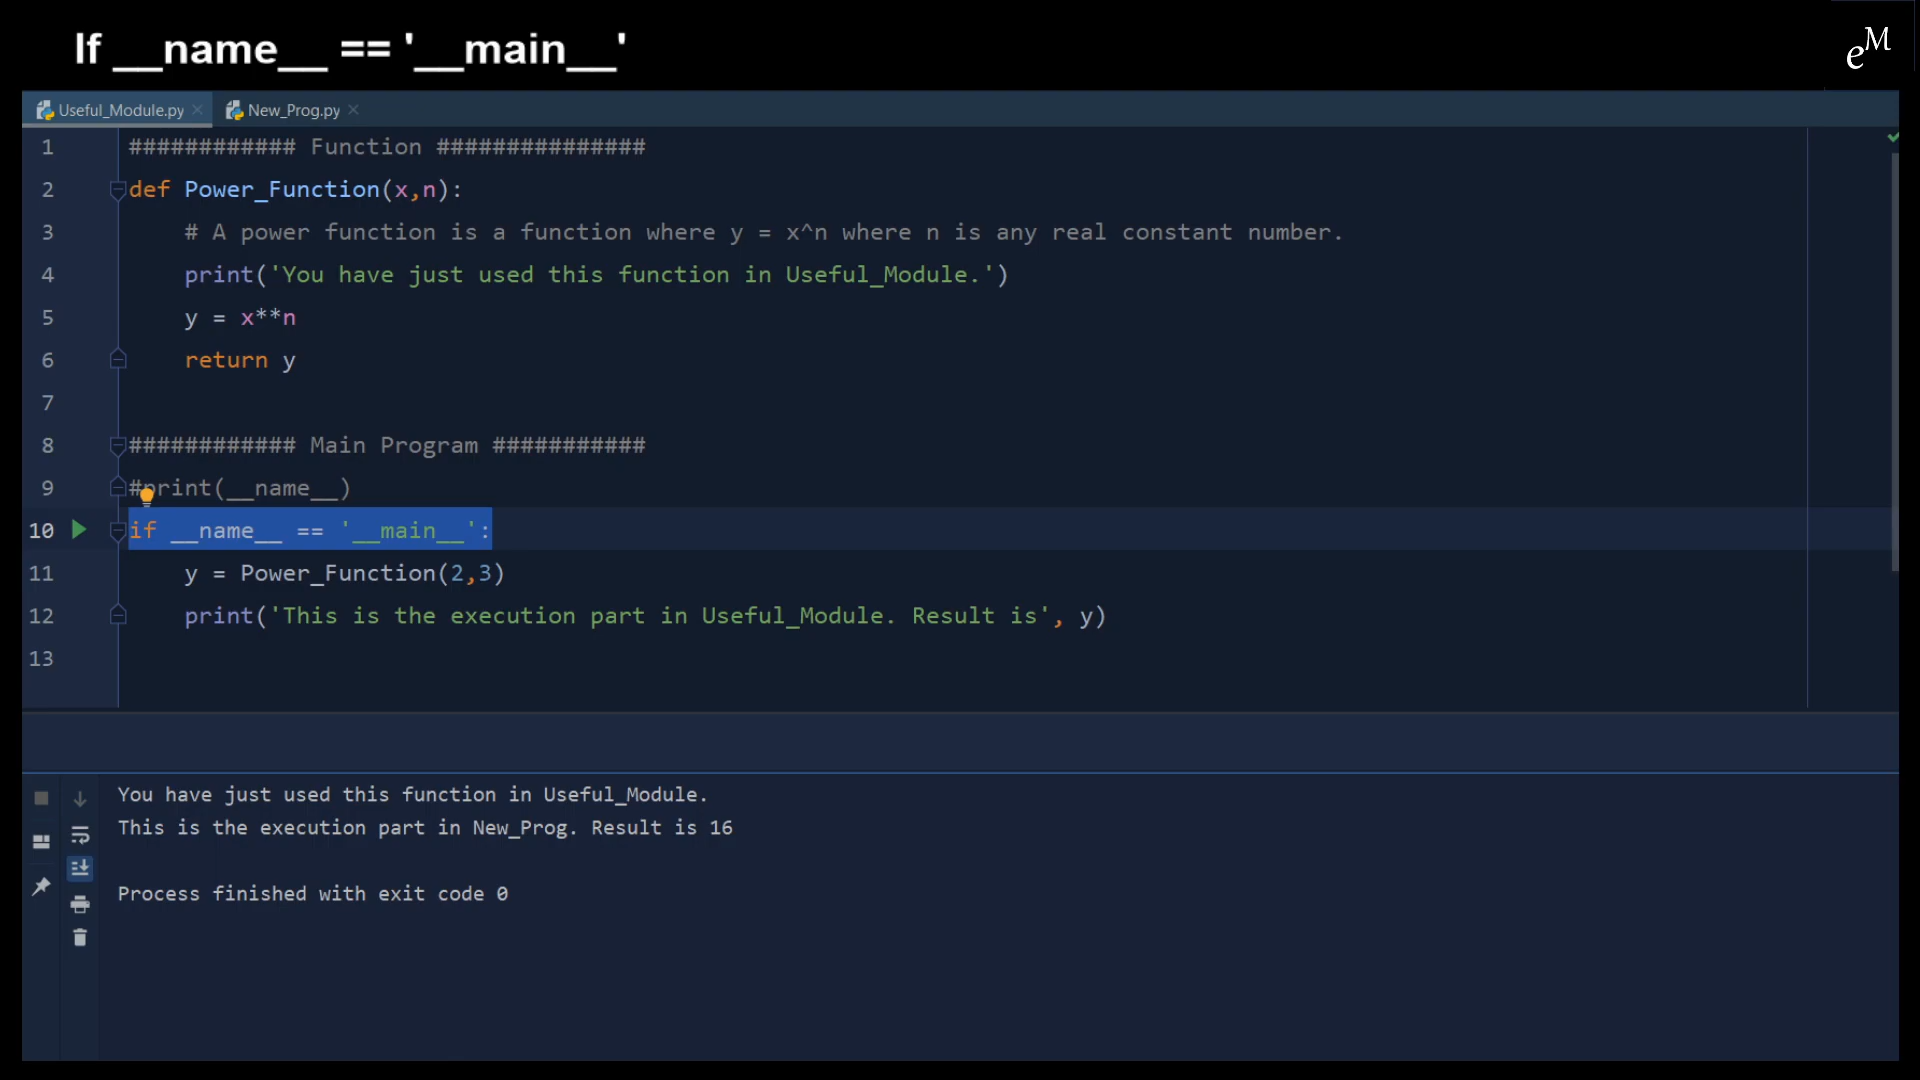 If __name__ == '__main__'
eM
Useful_Module.py
New_Prog.py
1 ############ Function ###############
2 def Power_Function(x,n):
3 # A power function is a function where y = x^n where n is any real constant number.
4 print('You have just used this function in Useful_Module.')
5 y = x**n
6 return y
7
8 ############ Main Program ###########
9 #print(__name__)
10 if __name__ == '__main__':
11 y = Power_Function(2,3)
12 print('This is the execution part in Useful_Module. Result is', y)
13
You have just used this function in Useful_Module.
This is the execution part in New_Prog. Result is 16
Process finished with exit code 0